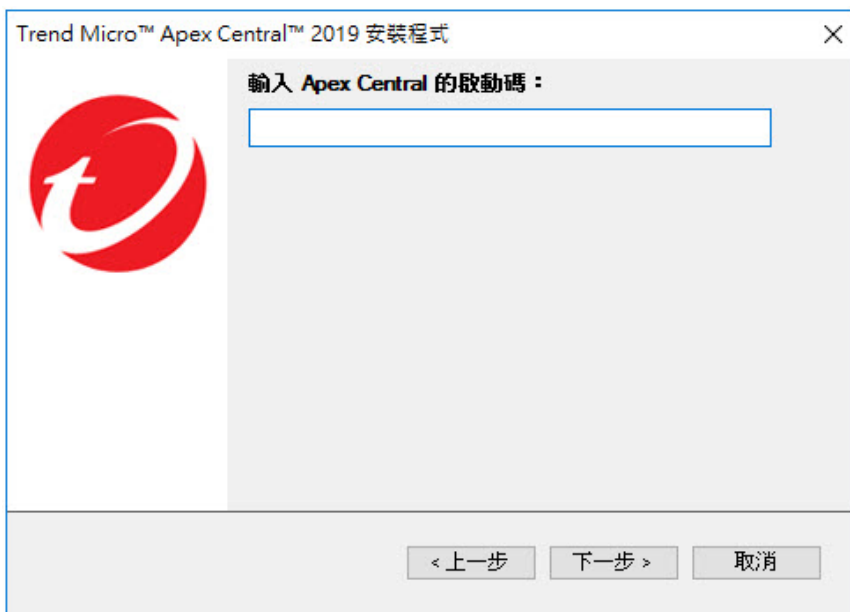 Trend Micro™ Apex Central™ 2019 安裝程式
輸入 Apex Central 的啟動碼：
<上一步
下一步>
取消